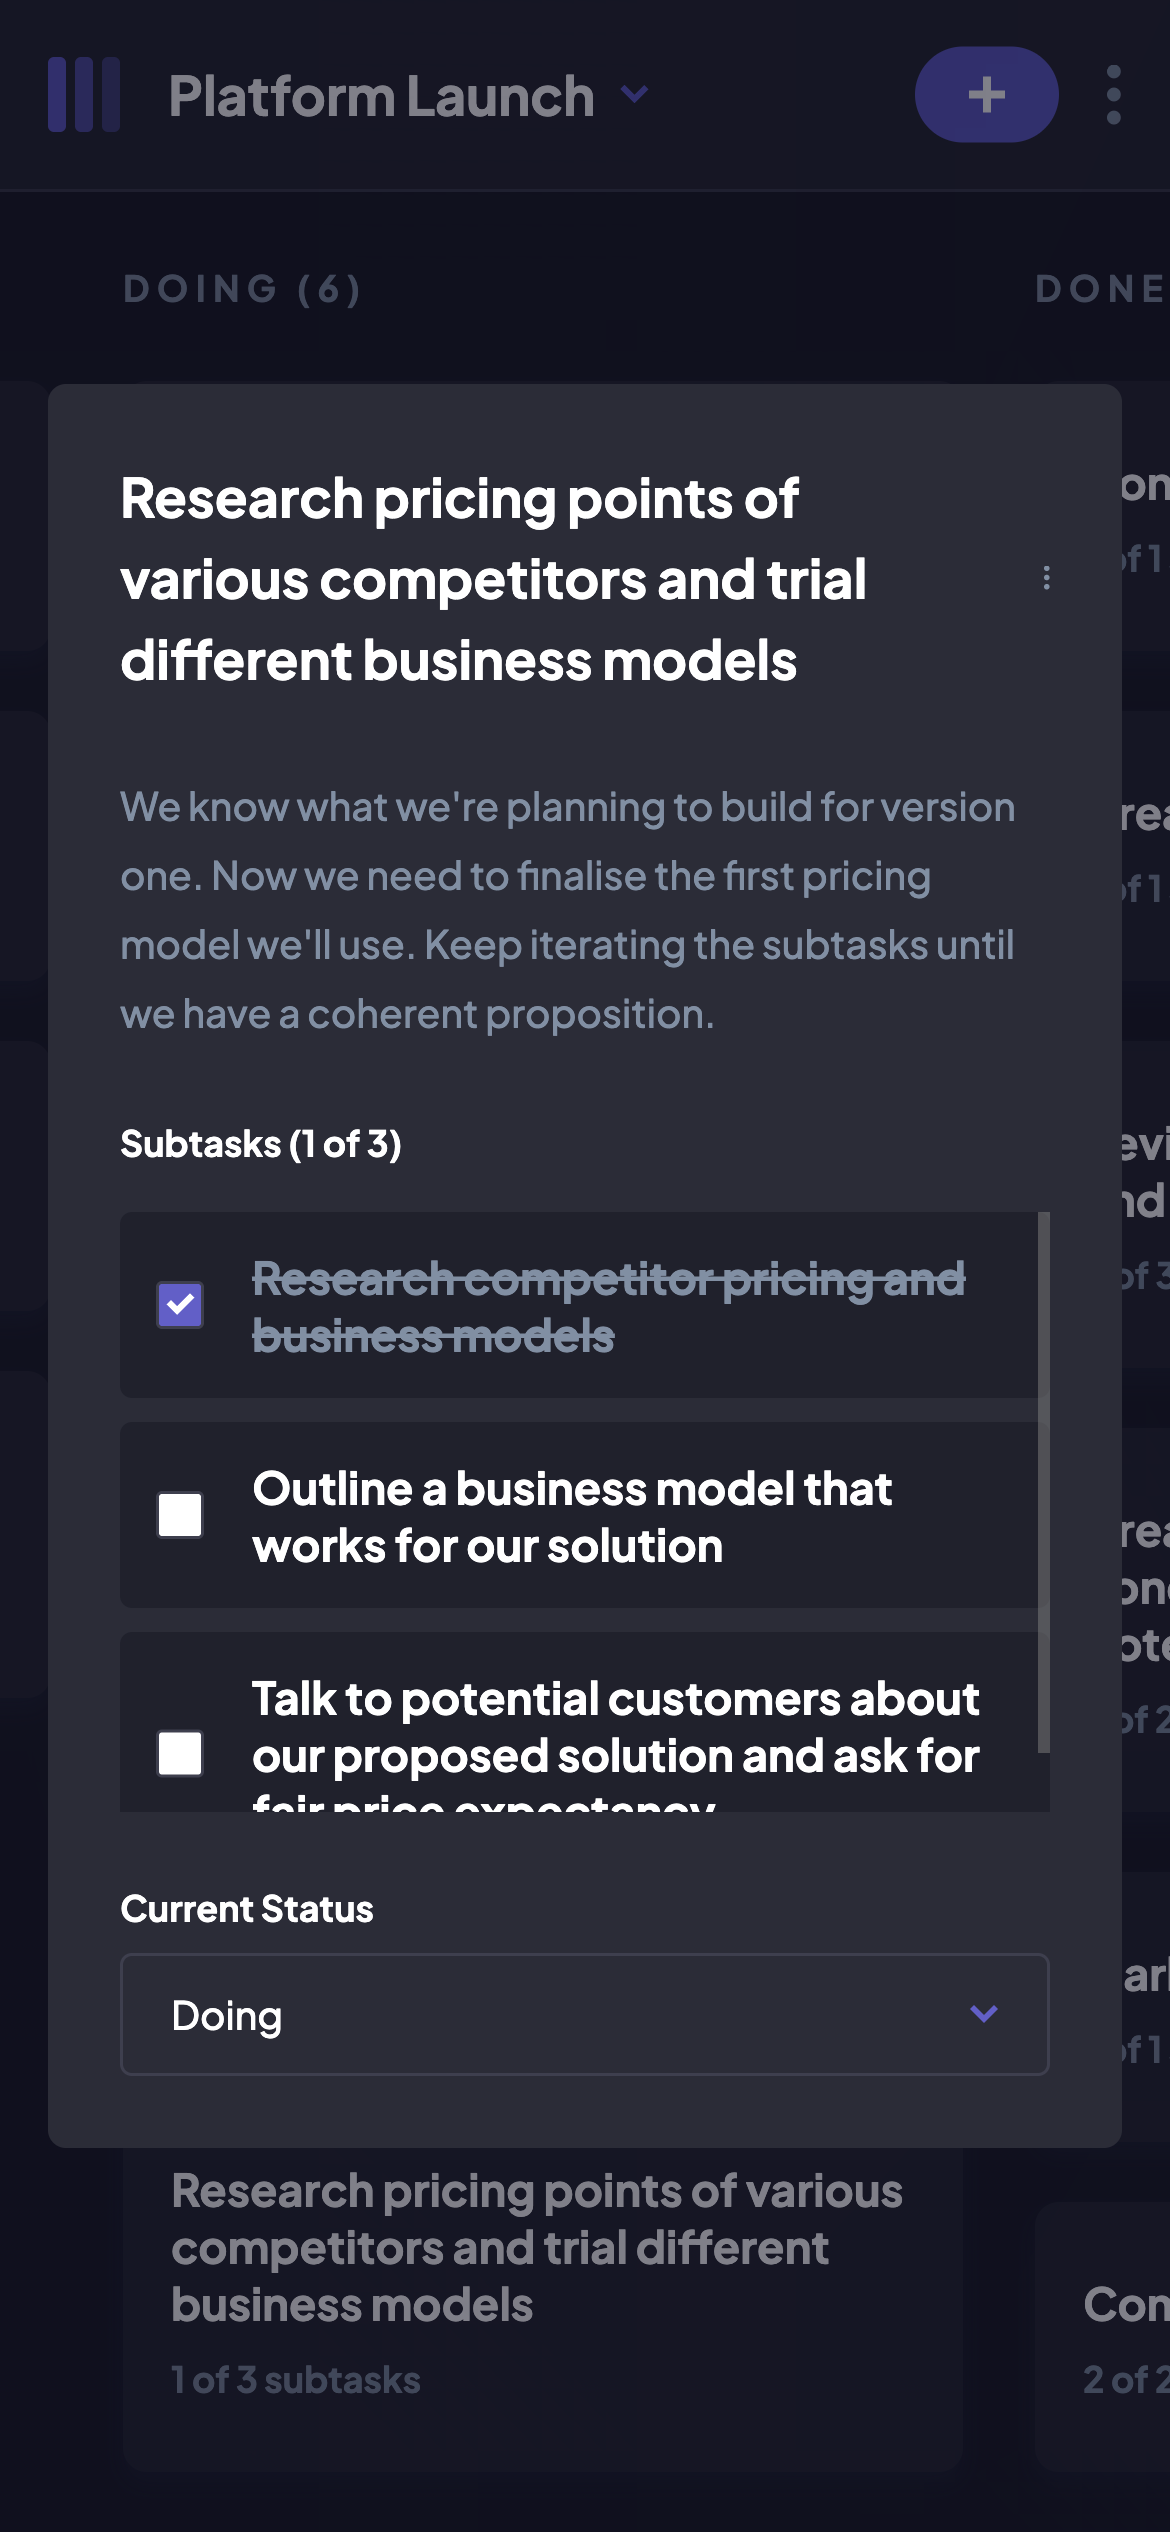 Platform Launch
DOING (6)
DONE
Research pricing points of
various competitors and trial
different business models
We know what we're planning to build for version
one. Now we need to finalise the first pricing
model we'll use. Keep iterating the subtasks until
we have a coherent proposition.
Subtasks (1 of 3)
Research competitor pricing and
business models
Outline a business model that
works for our solution
Talk to potential customers about
our proposed solution and ask for
fair price expectancy
Current Status
Doing
Research pricing points of various
competitors and trial different
business models
1 of 3 subtasks
Con
2 of 2